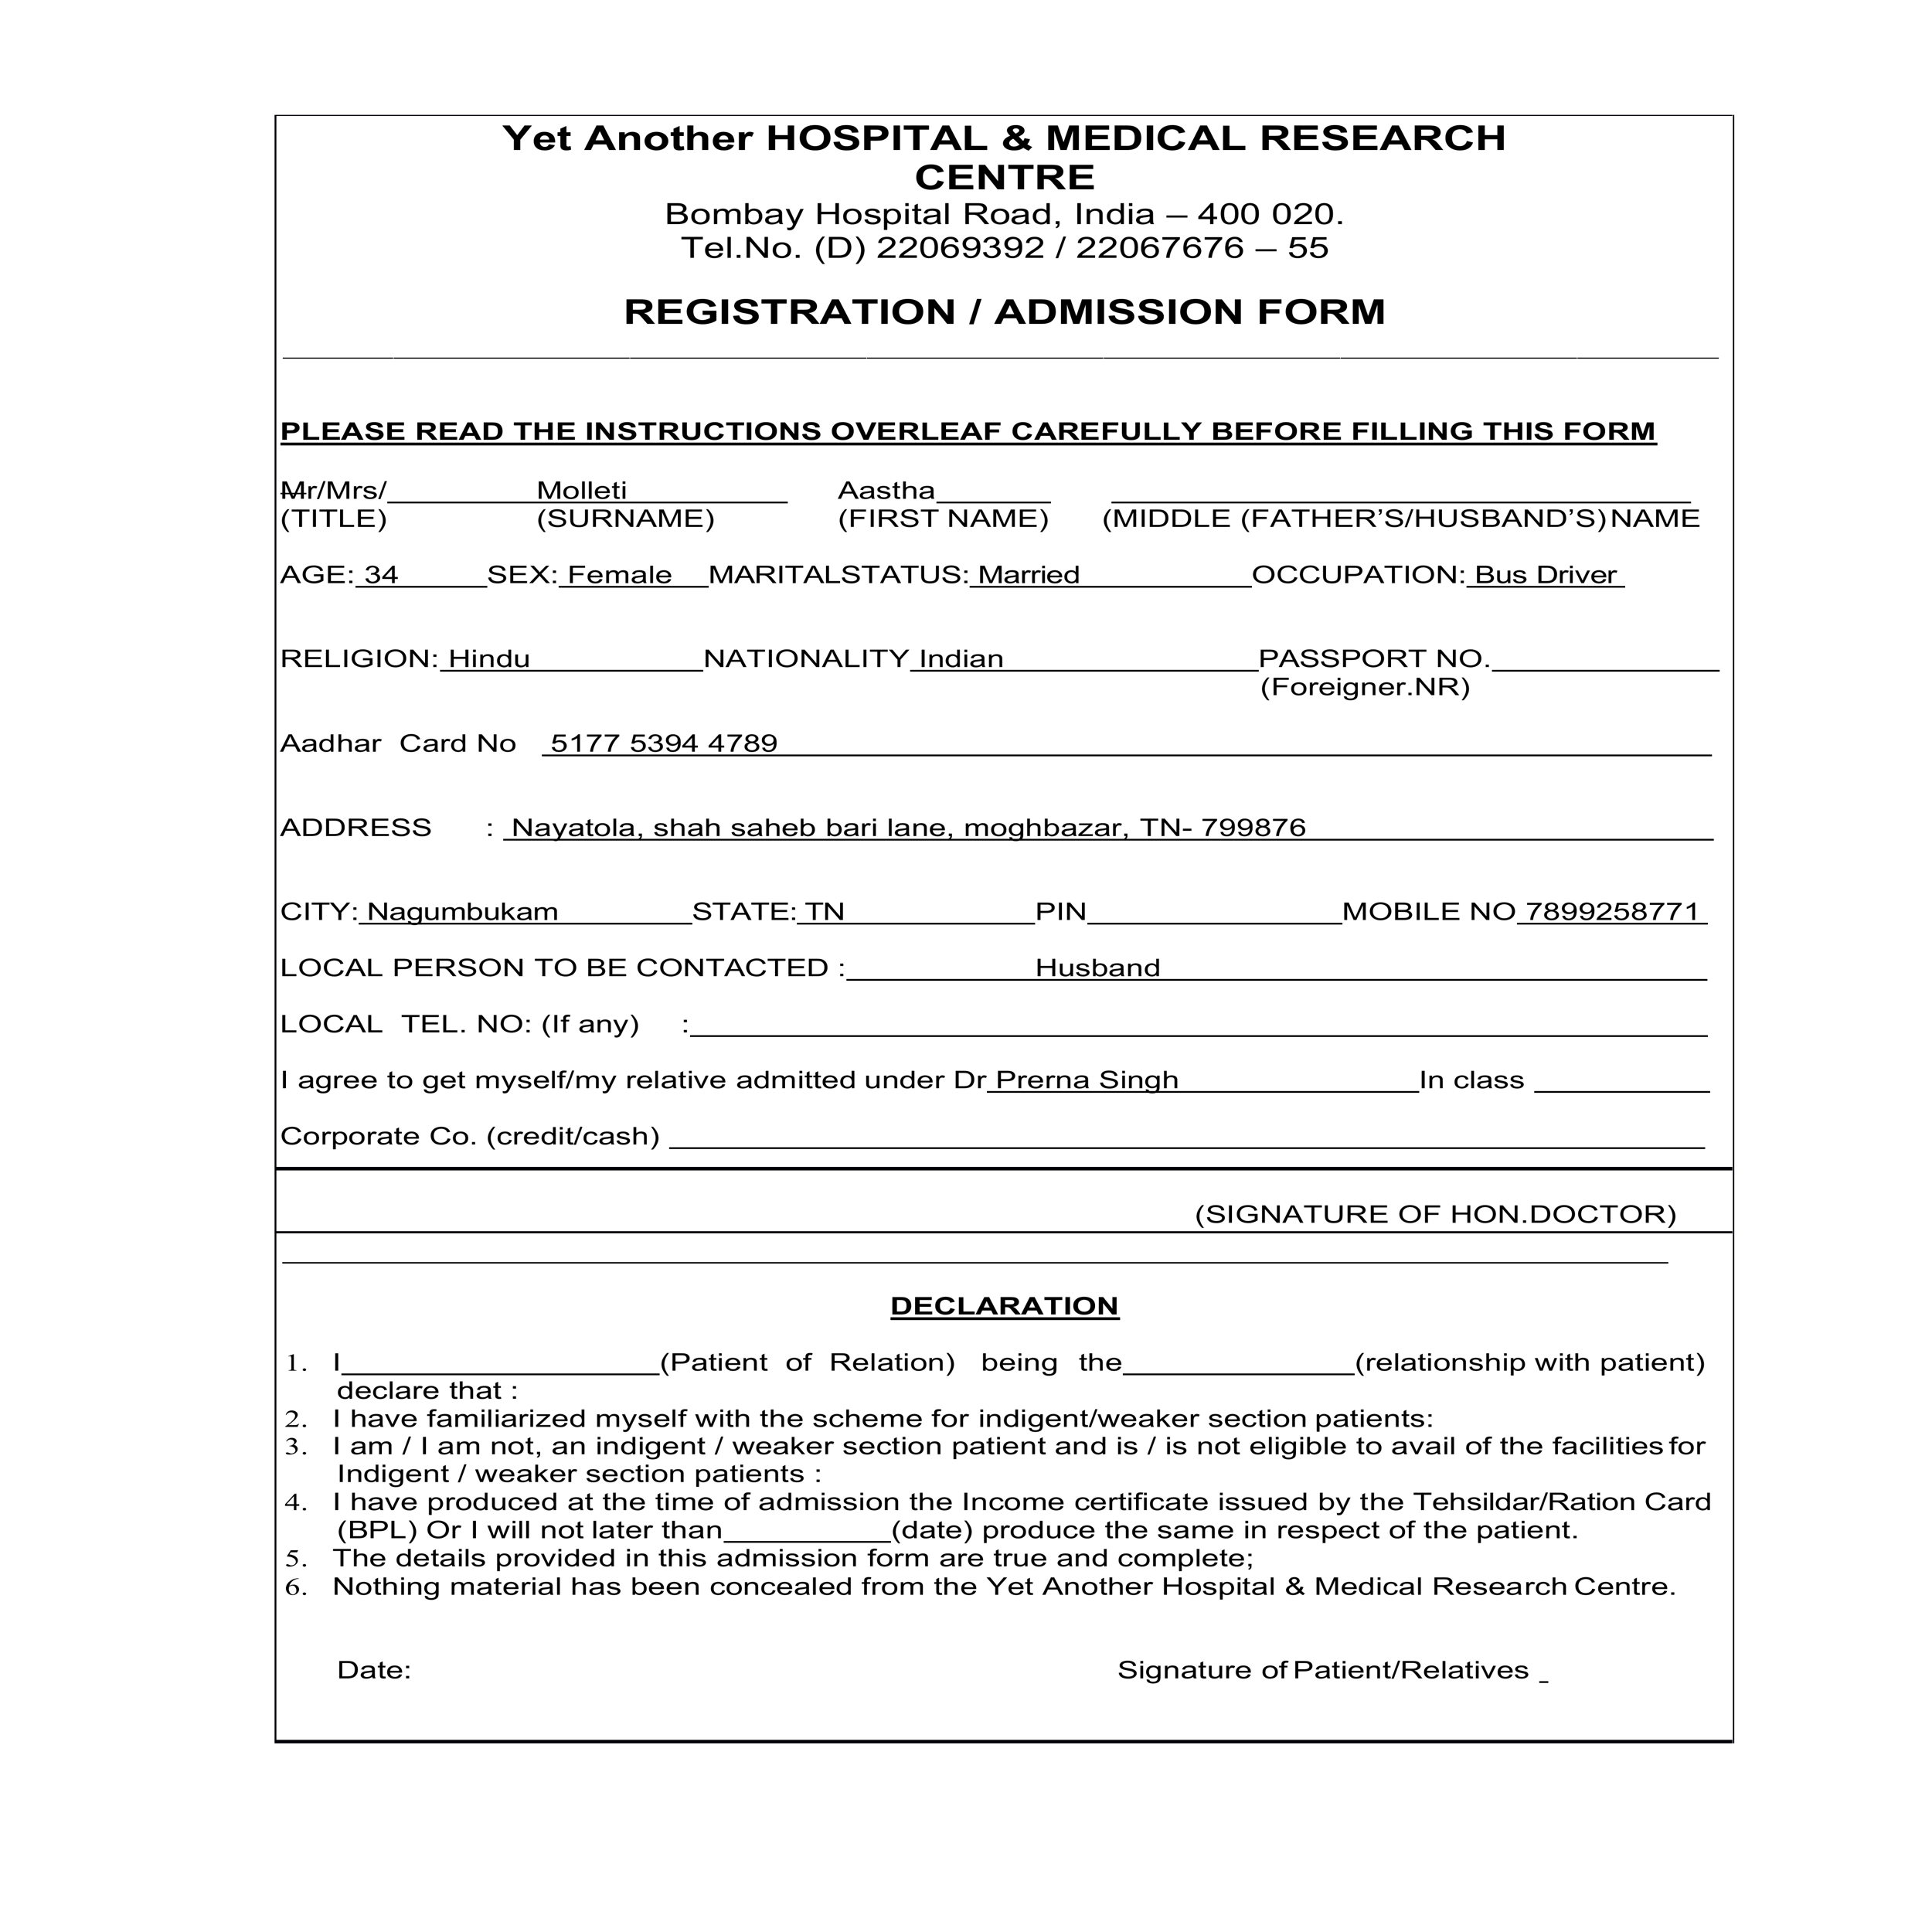 Yet Another HOSPITAL & MEDICAL RESEARCH
CENTRE
Bombay Hospital Road, India – 400 020.
Tel.No. (D) 22069392 / 22067676 – 55
REGISTRATION / ADMISSION FORM
PLEASE READ THE INSTRUCTIONS OVERLEAF CAREFULLY BEFORE FILLING THIS FORM
Mr/Mrs/ Molleti Aastha
(TITLE) (SURNAME) (FIRST NAME) (MIDDLE (FATHER’S/HUSBAND’S) NAME
AGE: 34 SEX: Female MARITALSTATUS: Married OCCUPATION: Bus Driver
RELIGION: Hindu NATIONALITY Indian PASSPORT NO.
(Foreigner.NR)
Aadhar Card No 5177 5394 4789
ADDRESS : Nayatola, shah saheb bari lane, moghbazar, TN- 799876
CITY: Nagumbukam STATE: TN PIN MOBILE NO 7899258771
LOCAL PERSON TO BE CONTACTED : Husband
LOCAL TEL. NO: (If any) :
I agree to get myself/my relative admitted under Dr Prerna Singh In class
Corporate Co. (credit/cash)
(SIGNATURE OF HON.DOCTOR)
DECLARATION
1. I (Patient of Relation) being the (relationship with patient)
declare that :
2. I have familiarized myself with the scheme for indigent/weaker section patients:
3. I am / I am not, an indigent / weaker section patient and is / is not eligible to avail of the facilities for
Indigent / weaker section patients :
4. I have produced at the time of admission the Income certificate issued by the Tehsildar/Ration Card
(BPL) Or I will not later than (date) produce the same in respect of the patient.
5. The details provided in this admission form are true and complete;
6. Nothing material has been concealed from the Yet Another Hospital & Medical Research Centre.
Date: Signature of Patient/Relatives _